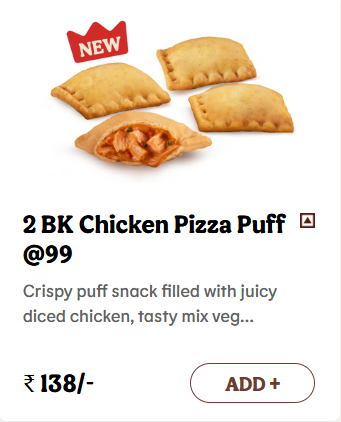 NEW
2 BK Chicken Pizza Puff
@99
Crispy puff snack filled with juicy
diced chicken, tasty mix veg...
₹ 138/-
ADD +